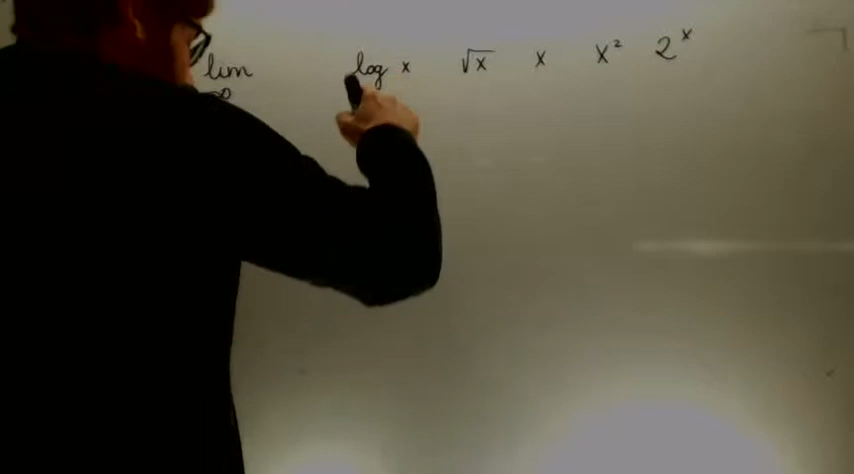 lim log x √x x x² 2ˣ
∞